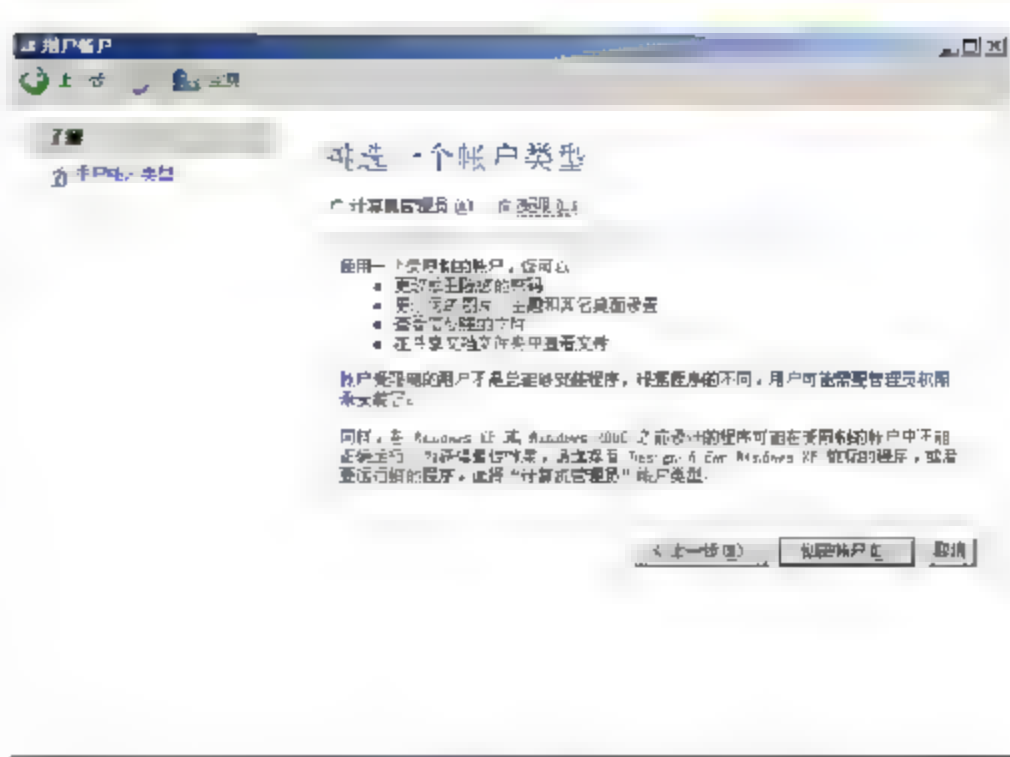 用户帐户
上一步 主页
了解
用户帐户类型
挑选一个帐户类型
计算机管理员(A) 受限(L)
使用一个受限制的帐户，您可以
更改或删除您的密码
更改您的图片、主题和其它桌面设置
查看您创建的文件
在共享文档文件夹中查看文件
帐户受限制的用户不是总能够安装程序，根据程序的不同，用户可能需要管理员权限
来安装它。
同样，在 Windows XP 或 Windows 2000 之前设计的程序可能在受限制的帐户中不能
正确运行 为获得最佳效果，请选择有 Designed for Windows XP 徽标的程序，或者
要运行旧的程序，选择“计算机管理员”帐户类型。
< 上一步(B) 创建帐户(C) 取消